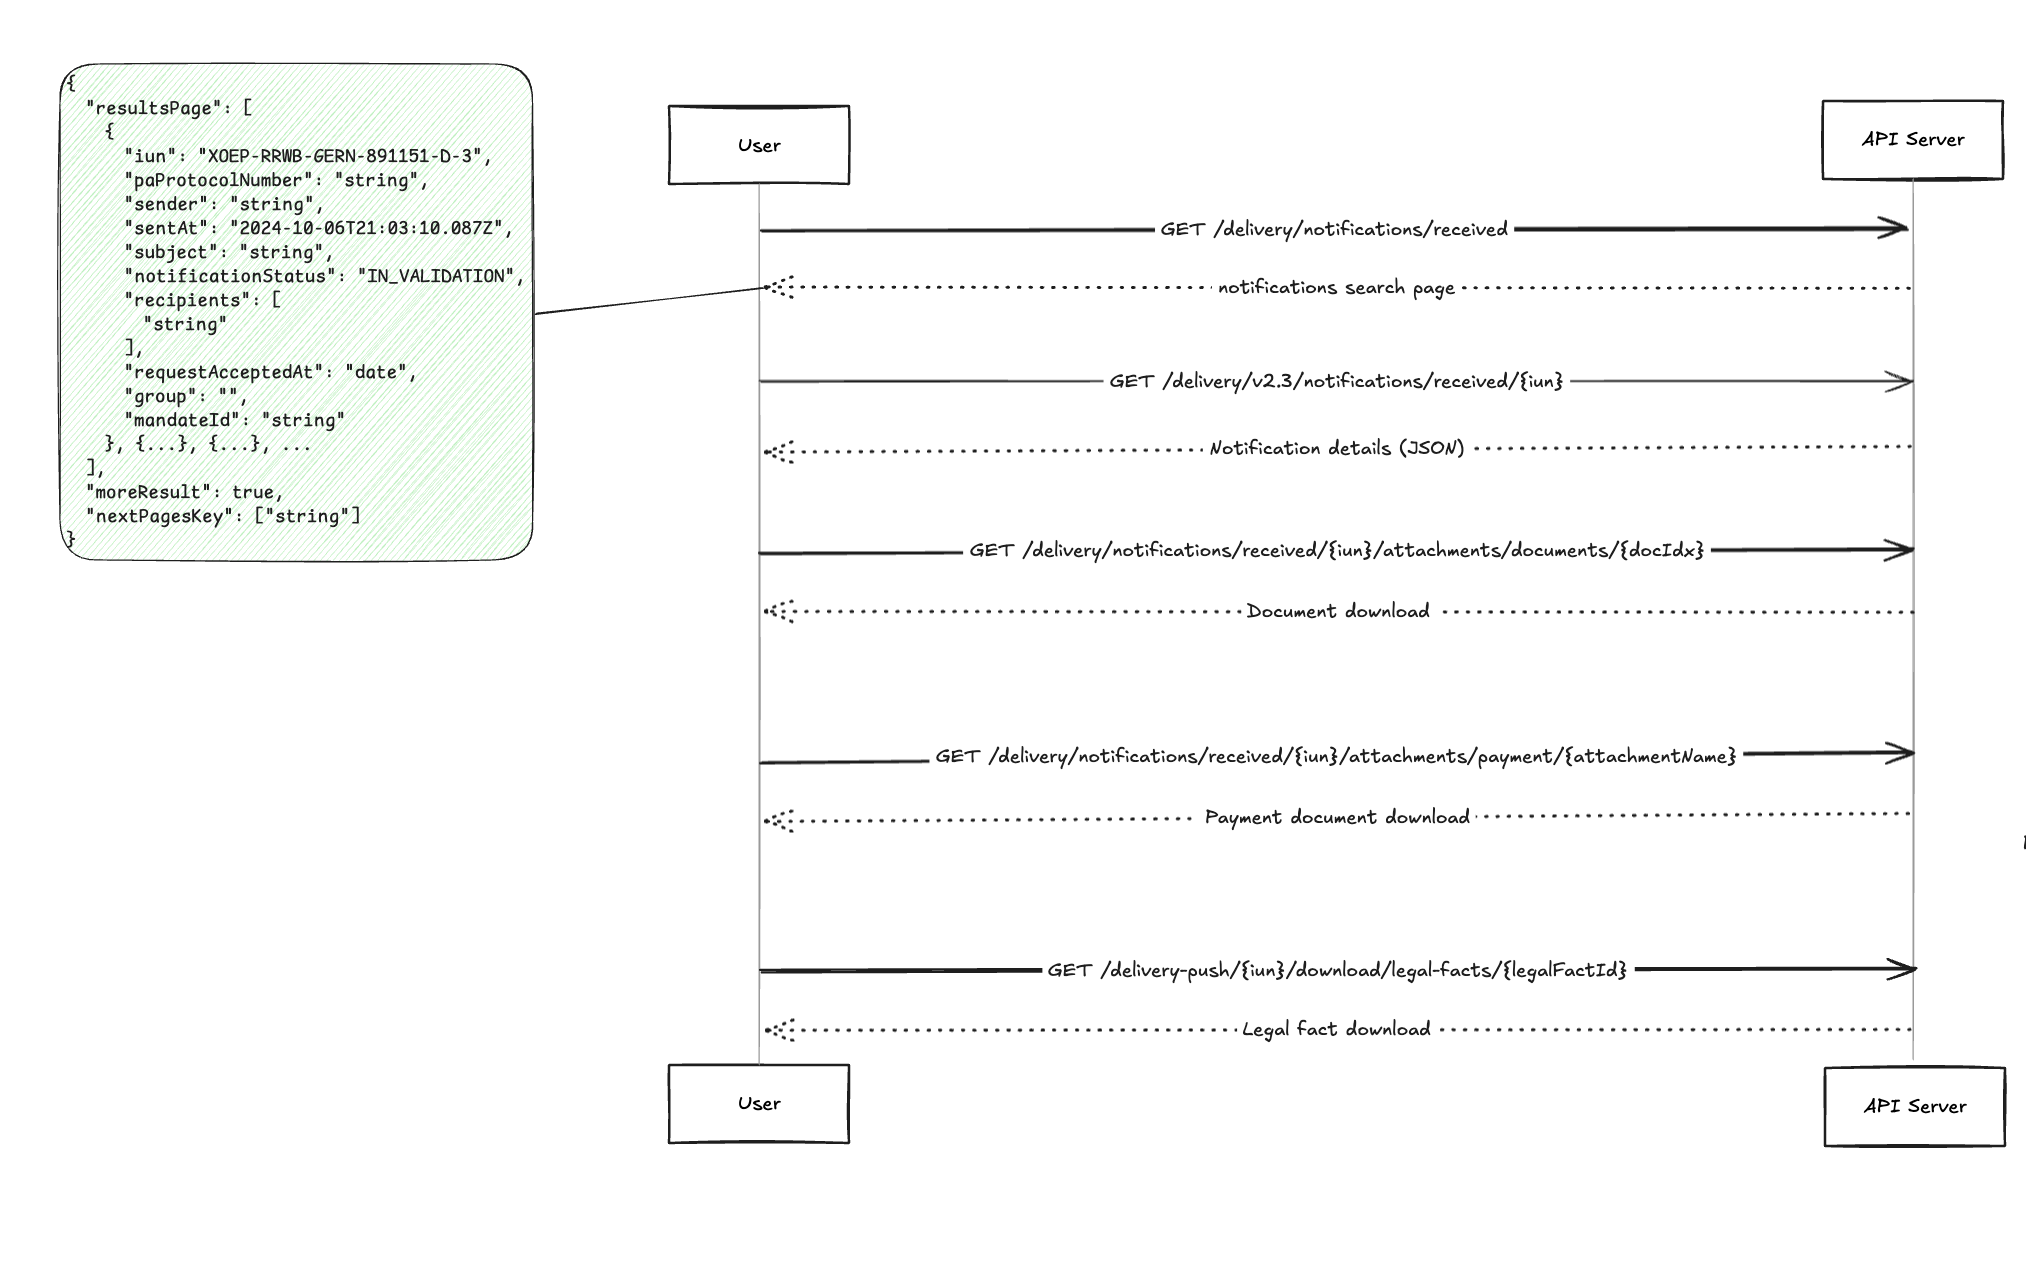 {
"resultsPage": [
{
"iun": "XOEP-RRWB-GERN-891151-D-3",
"paProtocolNumber": "string",
"sender": "string",
"sentAt": "2024-10-06T21:03:10.087Z",
"subject": "string",
"notificationStatus": "IN_VALIDATION",
"recipients": [
"string"
],
"requestAcceptedAt": "date",
"group": "",
"mandateId": "string"
}, {...}, {...}, ...
],
"moreResult": true,
"nextPagesKey": ["string"]
}
User
API Server
GET /delivery/notifications/received
notifications search page
GET /delivery/v2.3/notifications/received/{iun}
Notification details (JSON)
GET /delivery/notifications/received/{iun}/attachments/documents/{docIdx}
Document download
GET /delivery/notifications/received/{iun}/attachments/payment/{attachmentName}
Payment document download
GET /delivery-push/{iun}/download/legal-facts/{legalFactId}
Legal fact download
User
API Server